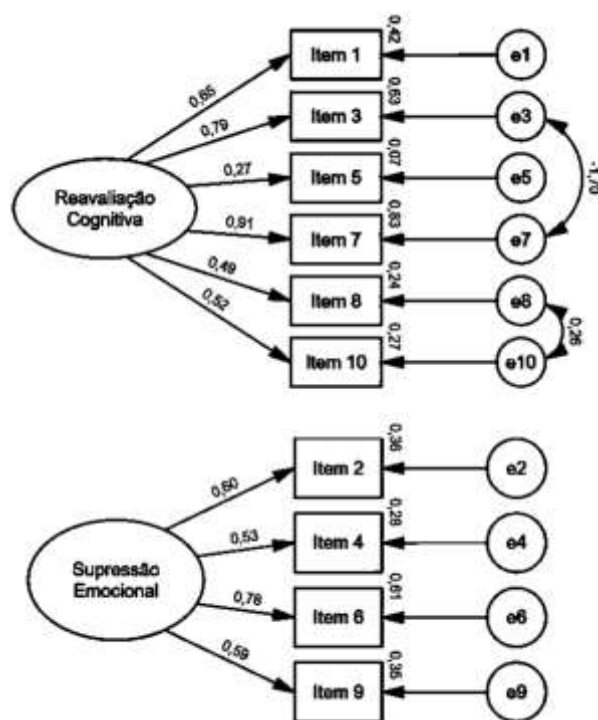 0,42
Item 1
e1
0,65
0,63
Item 3
e3
0,79
0,07
Item 5
e5
0,27
-1,70
Reavaliação
Cognitiva
0,83
Item 7
e7
0,91
0,24
Item 8
e8
0,49
0,26
0,27
Item 10
e10
0,52
0,36
Item 2
e2
0,60
0,28
Item 4
e4
0,53
Supressão
Emocional
0,61
Item 6
e6
0,78
0,35
Item 9
e9
0,59